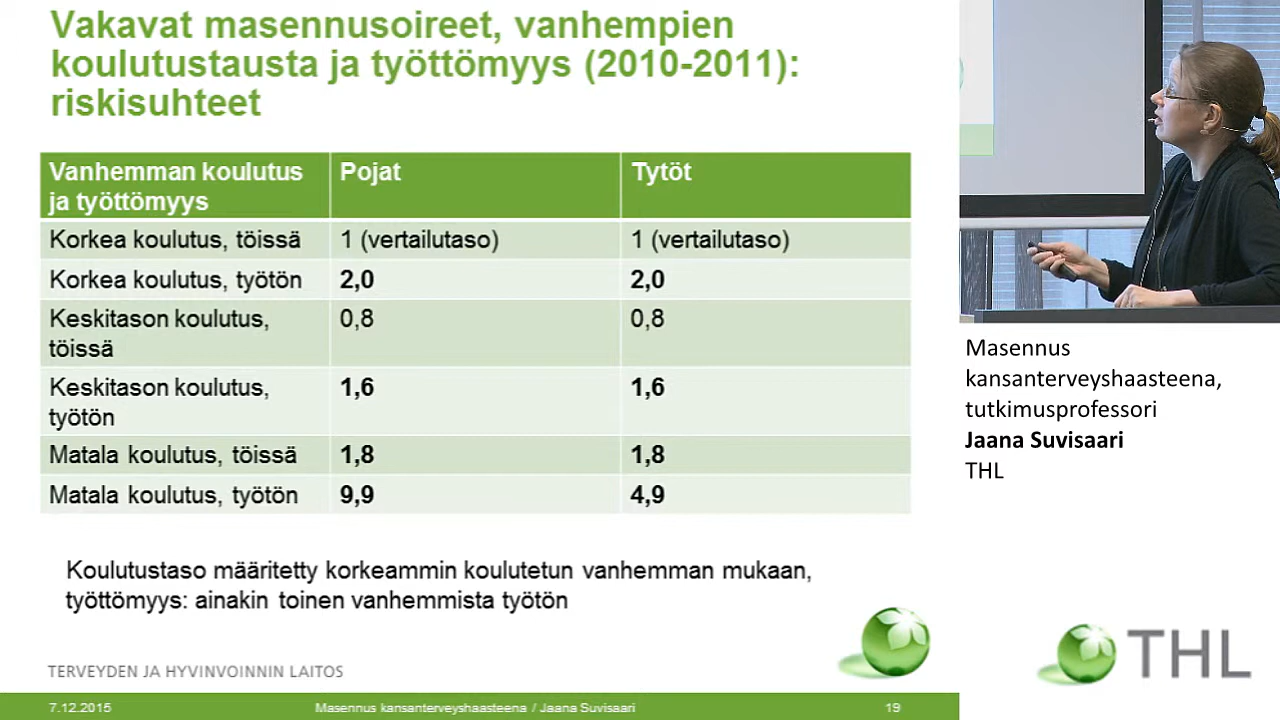 Vakavat masennusoireet, vanhempien
koulutustausta ja työttömyys (2010-2011):
riskisuhteet
Vanhemman koulutus
ja työttömyys
Pojat
Tytöt
Korkea koulutus, töissä
1 (vertailutaso)
1 (vertailutaso)
Korkea koulutus, työtön
2,0
2,0
Keskitason koulutus,
töissä
0,8
0,8
Keskitason koulutus,
työtön
1,6
1,6
Matala koulutus, töissä
1,8
1,8
Matala koulutus, työtön
9,9
4,9
Koulutustaso määritetty korkeammin koulutetun vanhemman mukaan,
työttömyys: ainakin toinen vanhemmista työtön
TERVEYDEN JA HYVINVOINNIN LAITOS
7.12.2015
Masennus kansanterveyshaasteena / Jaana Suvisaari
19
Masennus
kansanterveyshaasteena,
tutkimusprofessori
Jaana Suvisaari
THL
THL